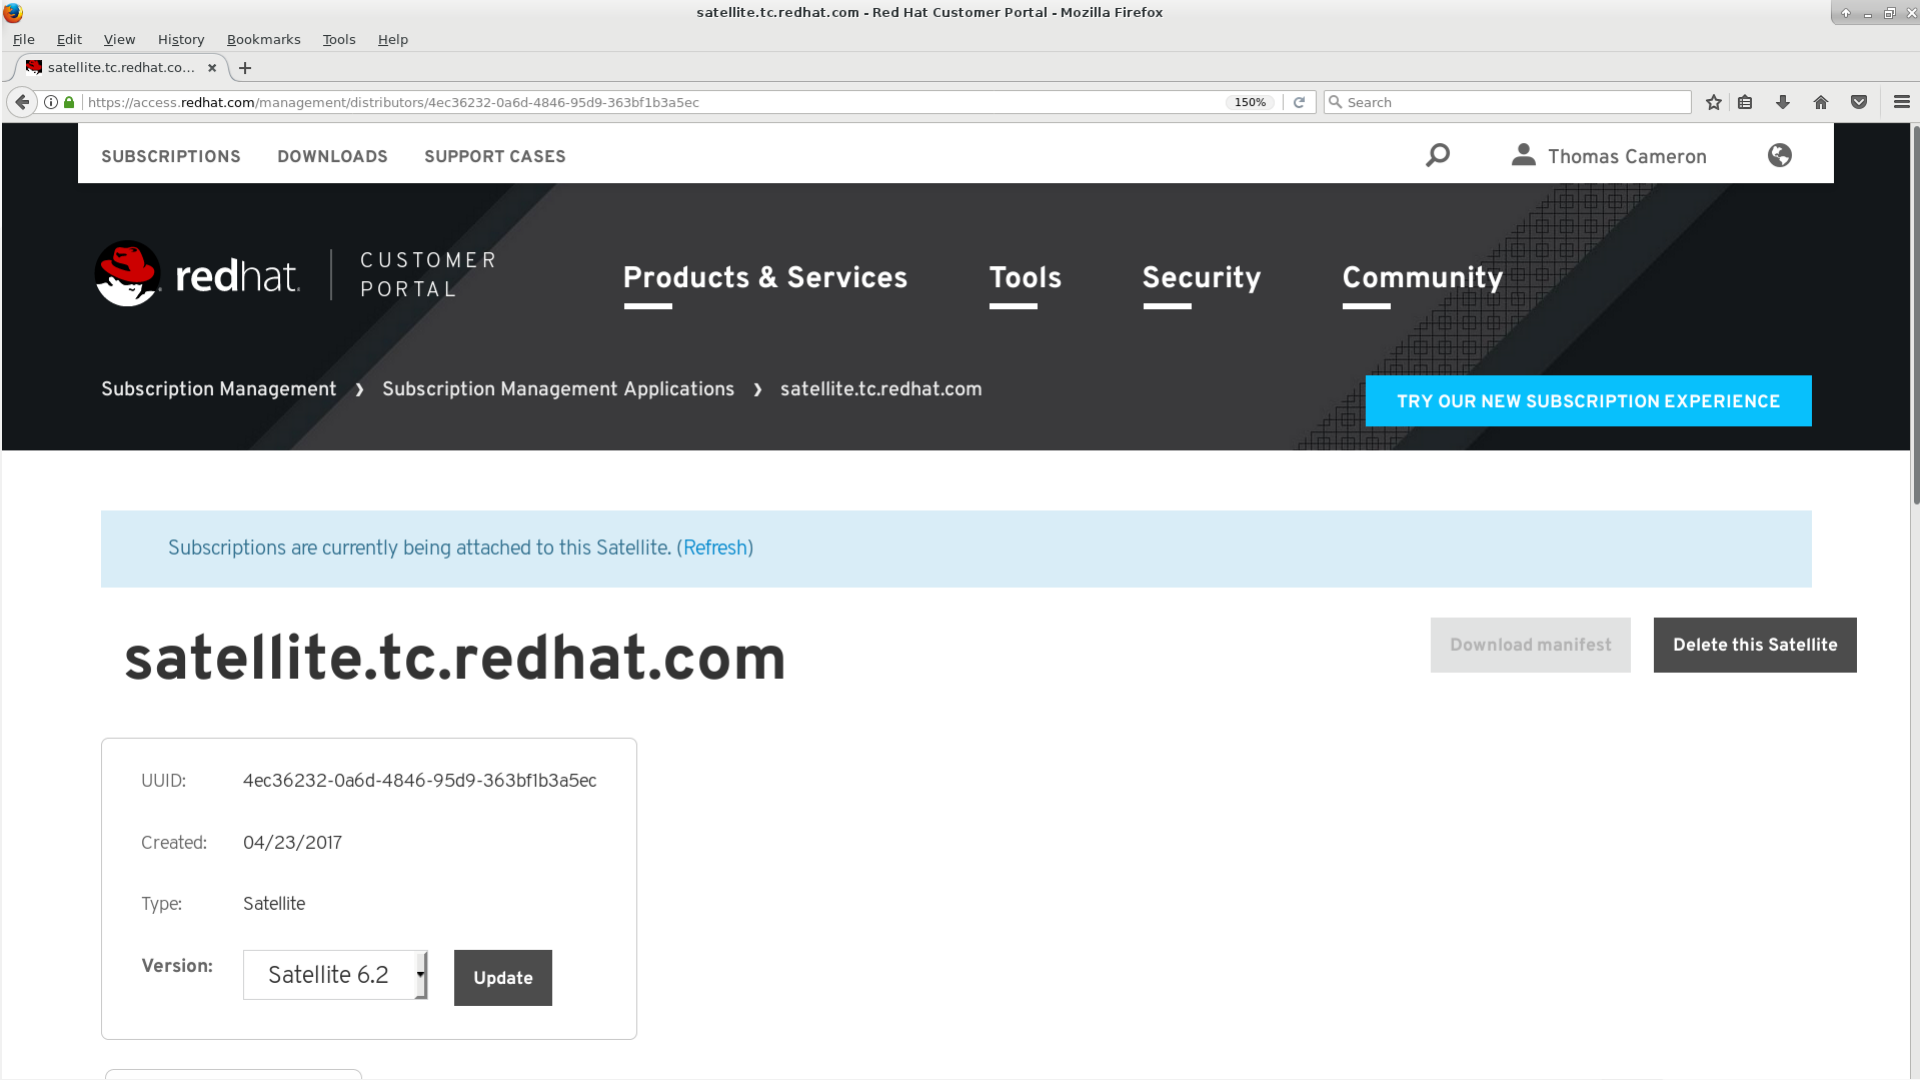 satellite.tc.redhat.com - Red Hat Customer Portal - Mozilla Firefox
File Edit View History Bookmarks Tools Help
satellite.tc.redhat.co... × +
https://access.redhat.com/management/distributors/4ec36232-0a6d-4846-95d9-363bf1b3a5ec 150% Search
SUBSCRIPTIONS DOWNLOADS SUPPORT CASES Thomas Cameron
redhat. CUSTOMER PORTAL
Products & Services Tools Security Community
Subscription Management › Subscription Management Applications › satellite.tc.redhat.com
TRY OUR NEW SUBSCRIPTION EXPERIENCE
Subscriptions are currently being attached to this Satellite. (Refresh)
satellite.tc.redhat.com
Download manifest Delete this Satellite
UUID: 4ec36232-0a6d-4846-95d9-363bf1b3a5ec
Created: 04/23/2017
Type: Satellite
Version: Satellite 6.2 Update